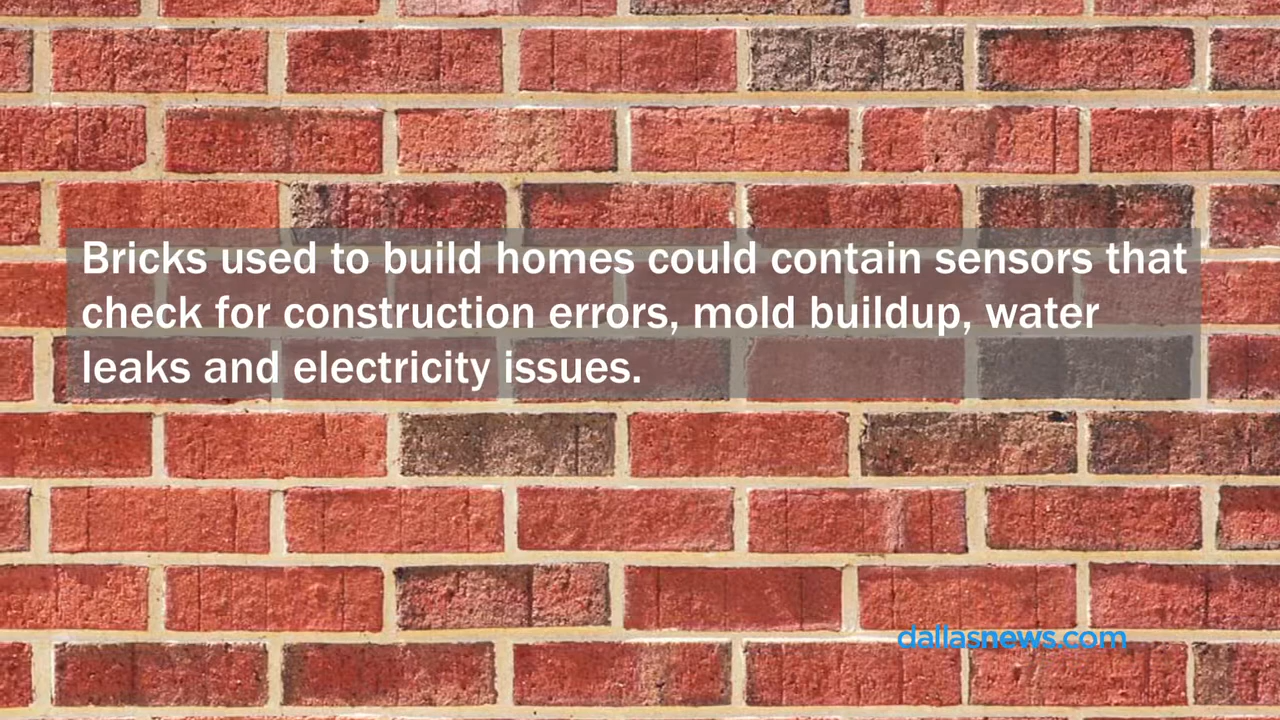 Bricks used to build homes could contain sensors that
check for construction errors, mold buildup, water
leaks and electricity issues.
dallasnews.com